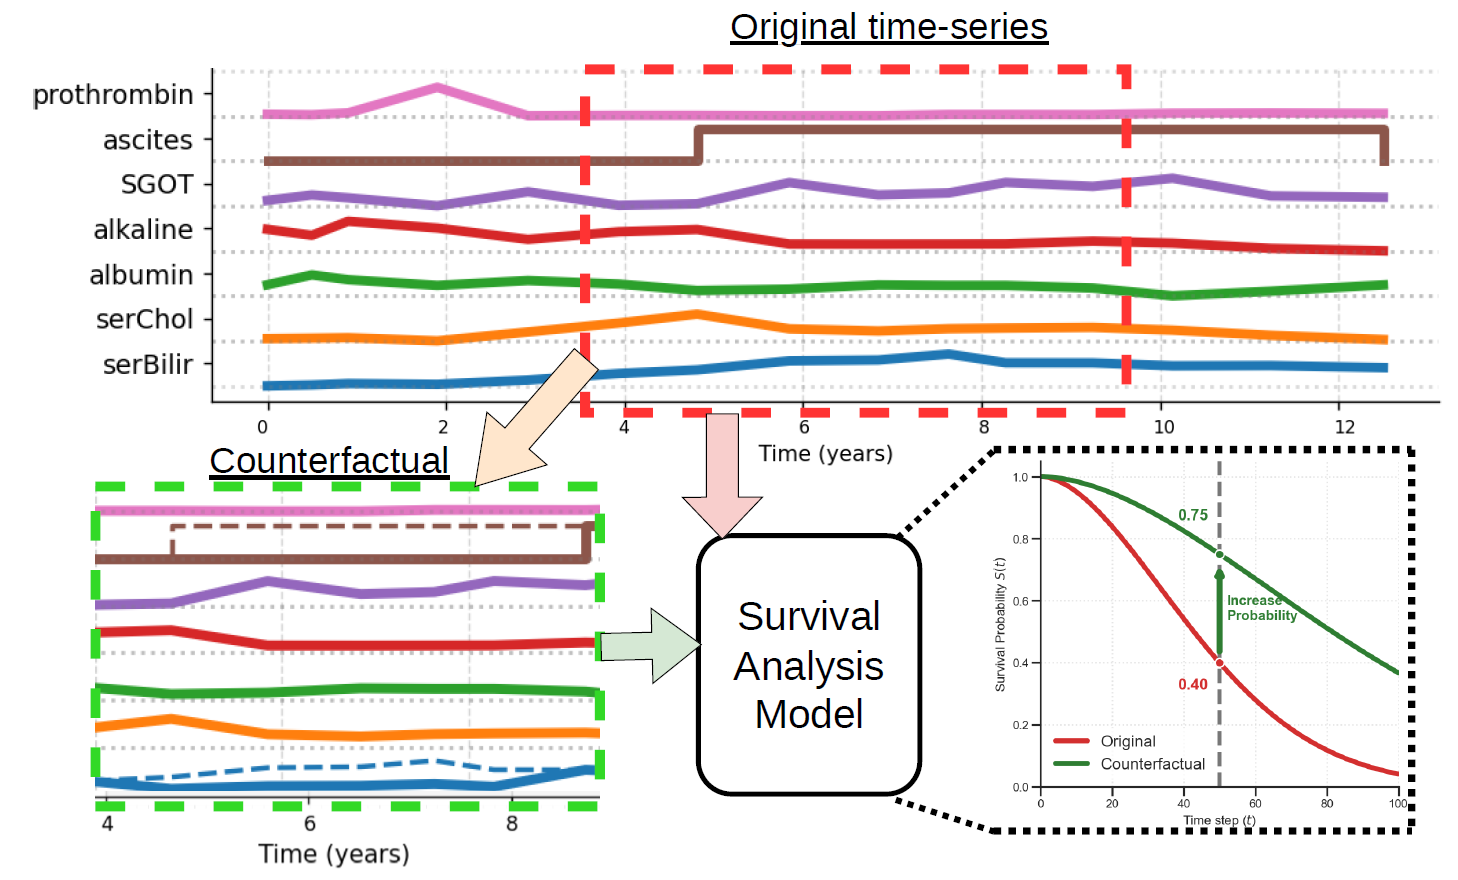 Original time-series
prothrombin
ascites
SGOT
alkaline
albumin
serChol
serBilir
0 2 4 6 8 10 12
Time (years)
Counterfactual
4 6 8
Time (years)
Survival
Analysis
Model
Survival Probability S(t)
1.0
0.8
0.6
0.4
0.2
0.0
0.75
Increase
Probability
0.40
Original
Counterfactual
0 20 40 60 80 100
Time step (t)